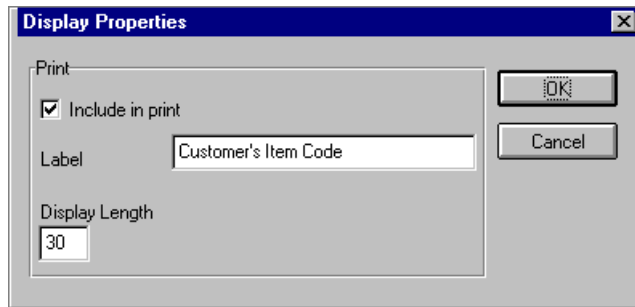 Display Properties
Print
Include in print
OK
Label
Customer's Item Code
Cancel
Display Length
30